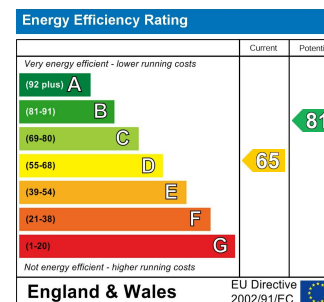 Energy Efficiency Rating
Current
Very energy efficient - lower running costs
(92 plus) A
(81-91) B
81
(69-80) C
(55-68) D
65
(39-54) E
(21-38) F
(1-20) G
Not energy efficient - higher running costs
England & Wales
EU Directive
2002/91/EC